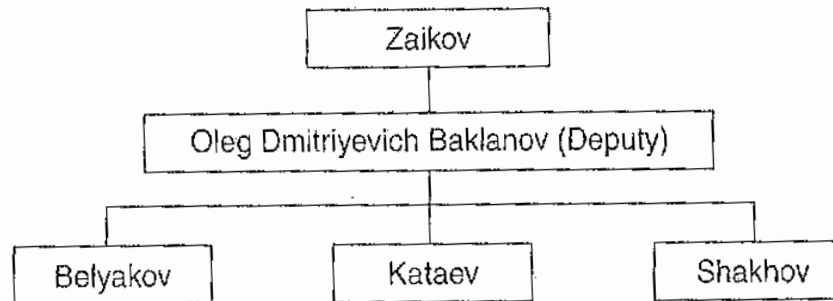 Zaikov
Oleg Dmitriyevich Baklanov (Deputy)
Belyakov
Kataev
Shakhov